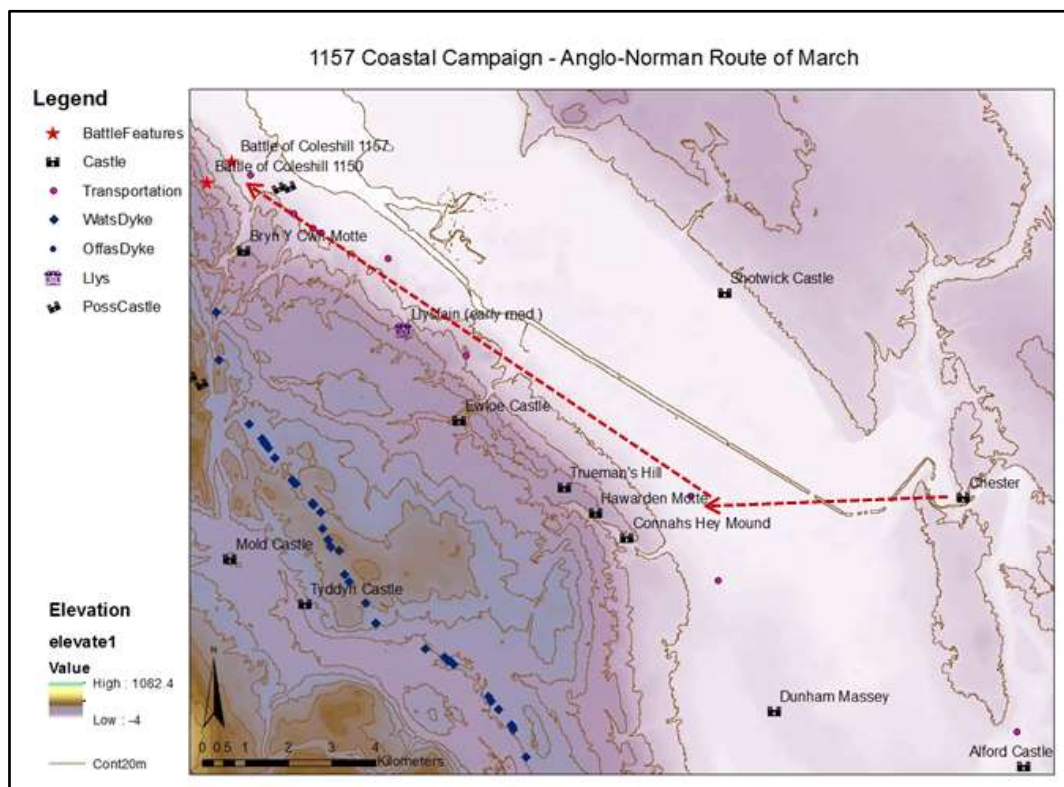 1157 Coastal Campaign - Anglo-Norman Route of March
Legend
BattleFeatures
Castle
Transportation
WatsDyke
OffasDyke
Llys
PossCastle
Battle of Coleshill 1157
Battle of Coleshill 1150
Bryn Y Cwn Motte
Shotwick Castle
Llysfain (early med )
Ewloe Castle
Trueman's Hill
Hawarden Motte
Chester
Connahs Hey Mound
Mold Castle
Tyddyn Castle
Dunham Massey
Alford Castle
Elevation
elevate1
Value
High : 1082.4
Low : -4
Cont20m
N
0 0.5 1 2 3 4
Kilometers